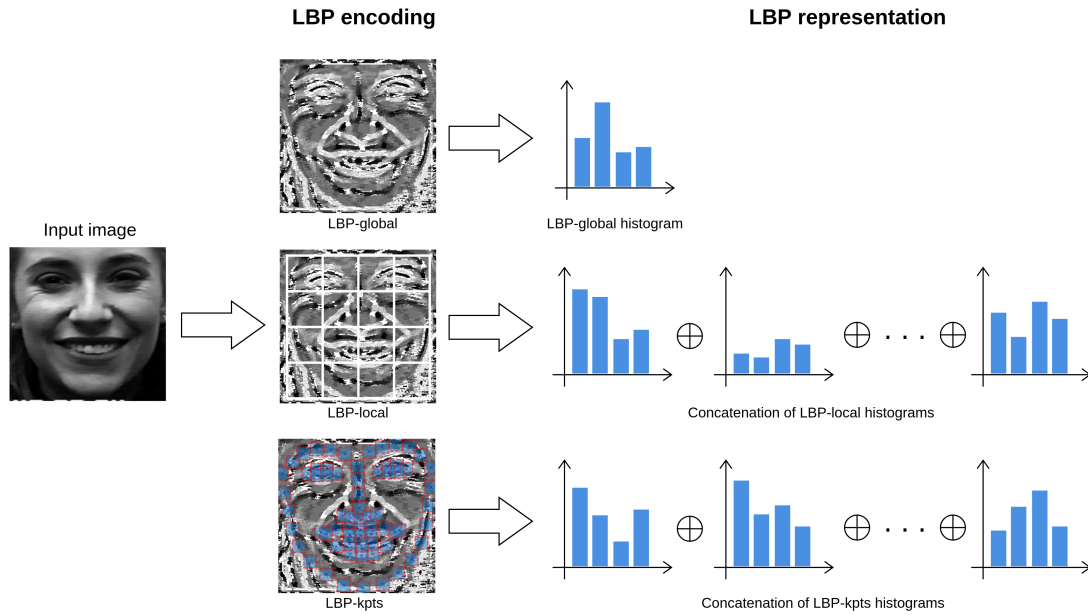 LBP encoding
LBP representation
LBP-global
LBP-global histogram
Input image
LBP-local
Concatenation of LBP-local histograms
LBP-kpts
Concatenation of LBP-kpts histograms